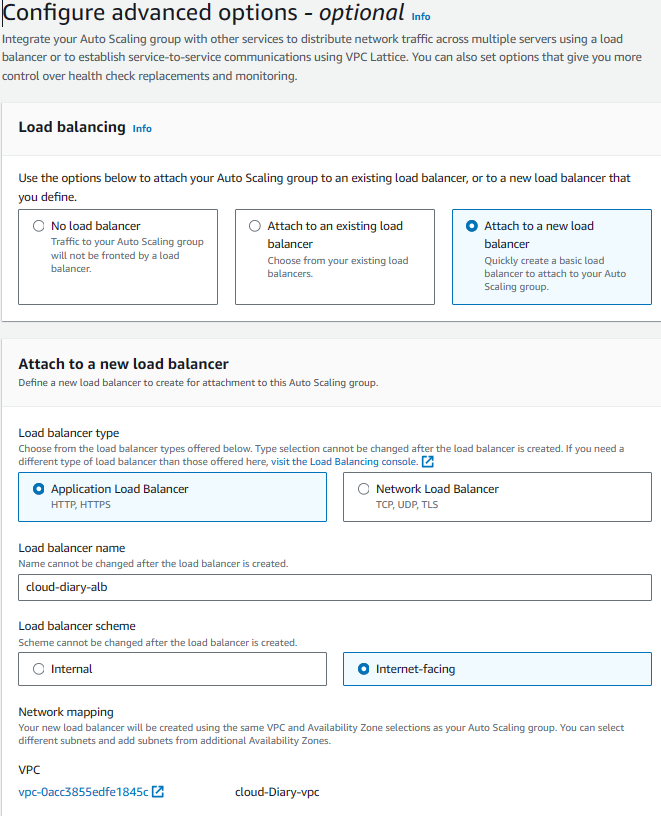 Configure advanced options - optional Info
Integrate your Auto Scaling group with other services to distribute network traffic across multiple servers using a load
balancer or to establish service-to-service communications using VPC Lattice. You can also set options that give you more
control over health check replacements and monitoring.
Load balancing Info
Use the options below to attach your Auto Scaling group to an existing load balancer, or to a new load balancer that
you define.
No load balancer
Traffic to your Auto Scaling group
will not be fronted by a load
balancer.
Attach to an existing load
balancer
Choose from your existing load
balancers.
Attach to a new load
balancer
Quickly create a basic load
balancer to attach to your Auto
Scaling group.
Attach to a new load balancer
Define a new load balancer to create for attachment to this Auto Scaling group.
Load balancer type
Choose from the load balancer types offered below. Type selection cannot be changed after the load balancer is created. If you need a
different type of load balancer than those offered here, visit the Load Balancing console.
Application Load Balancer
HTTP, HTTPS
Network Load Balancer
TCP, UDP, TLS
Load balancer name
Name cannot be changed after the load balancer is created.
cloud-diary-alb
Load balancer scheme
Scheme cannot be changed after the load balancer is created.
Internal
Internet-facing
Network mapping
Your new load balancer will be created using the same VPC and Availability Zone selections as your Auto Scaling group. You can select
different subnets and add subnets from additional Availability Zones.
VPC
vpc-0acc3855edfe1845c cloud-Diary-vpc